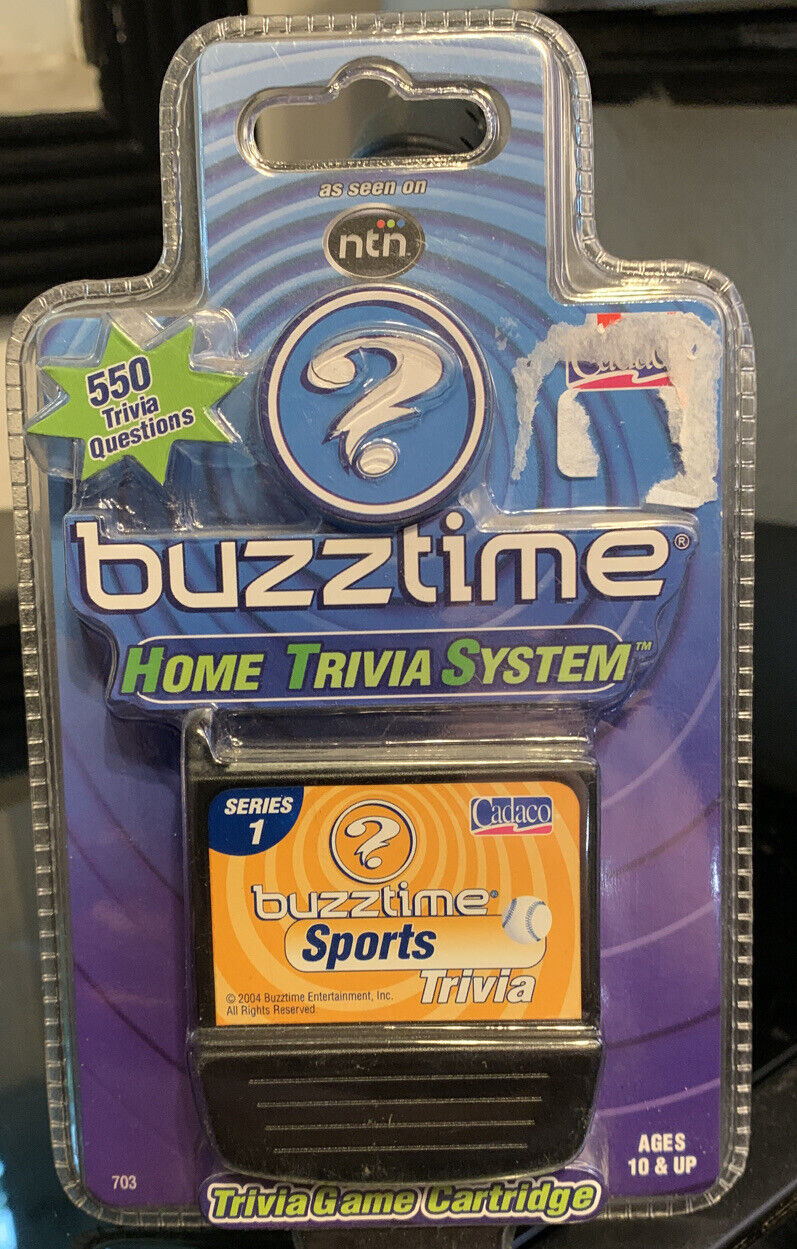 as seen on
ntn
550
Trivia
Questions
Cadaco
buzztime®
HOME TRIVIA SYSTEM™
SERIES
1
Cadaco
buzztime®
Sports
Trivia
© 2004 Buzztime Entertainment, Inc.
All Rights Reserved
AGES
10 & UP
703
Trivia Game Cartridge